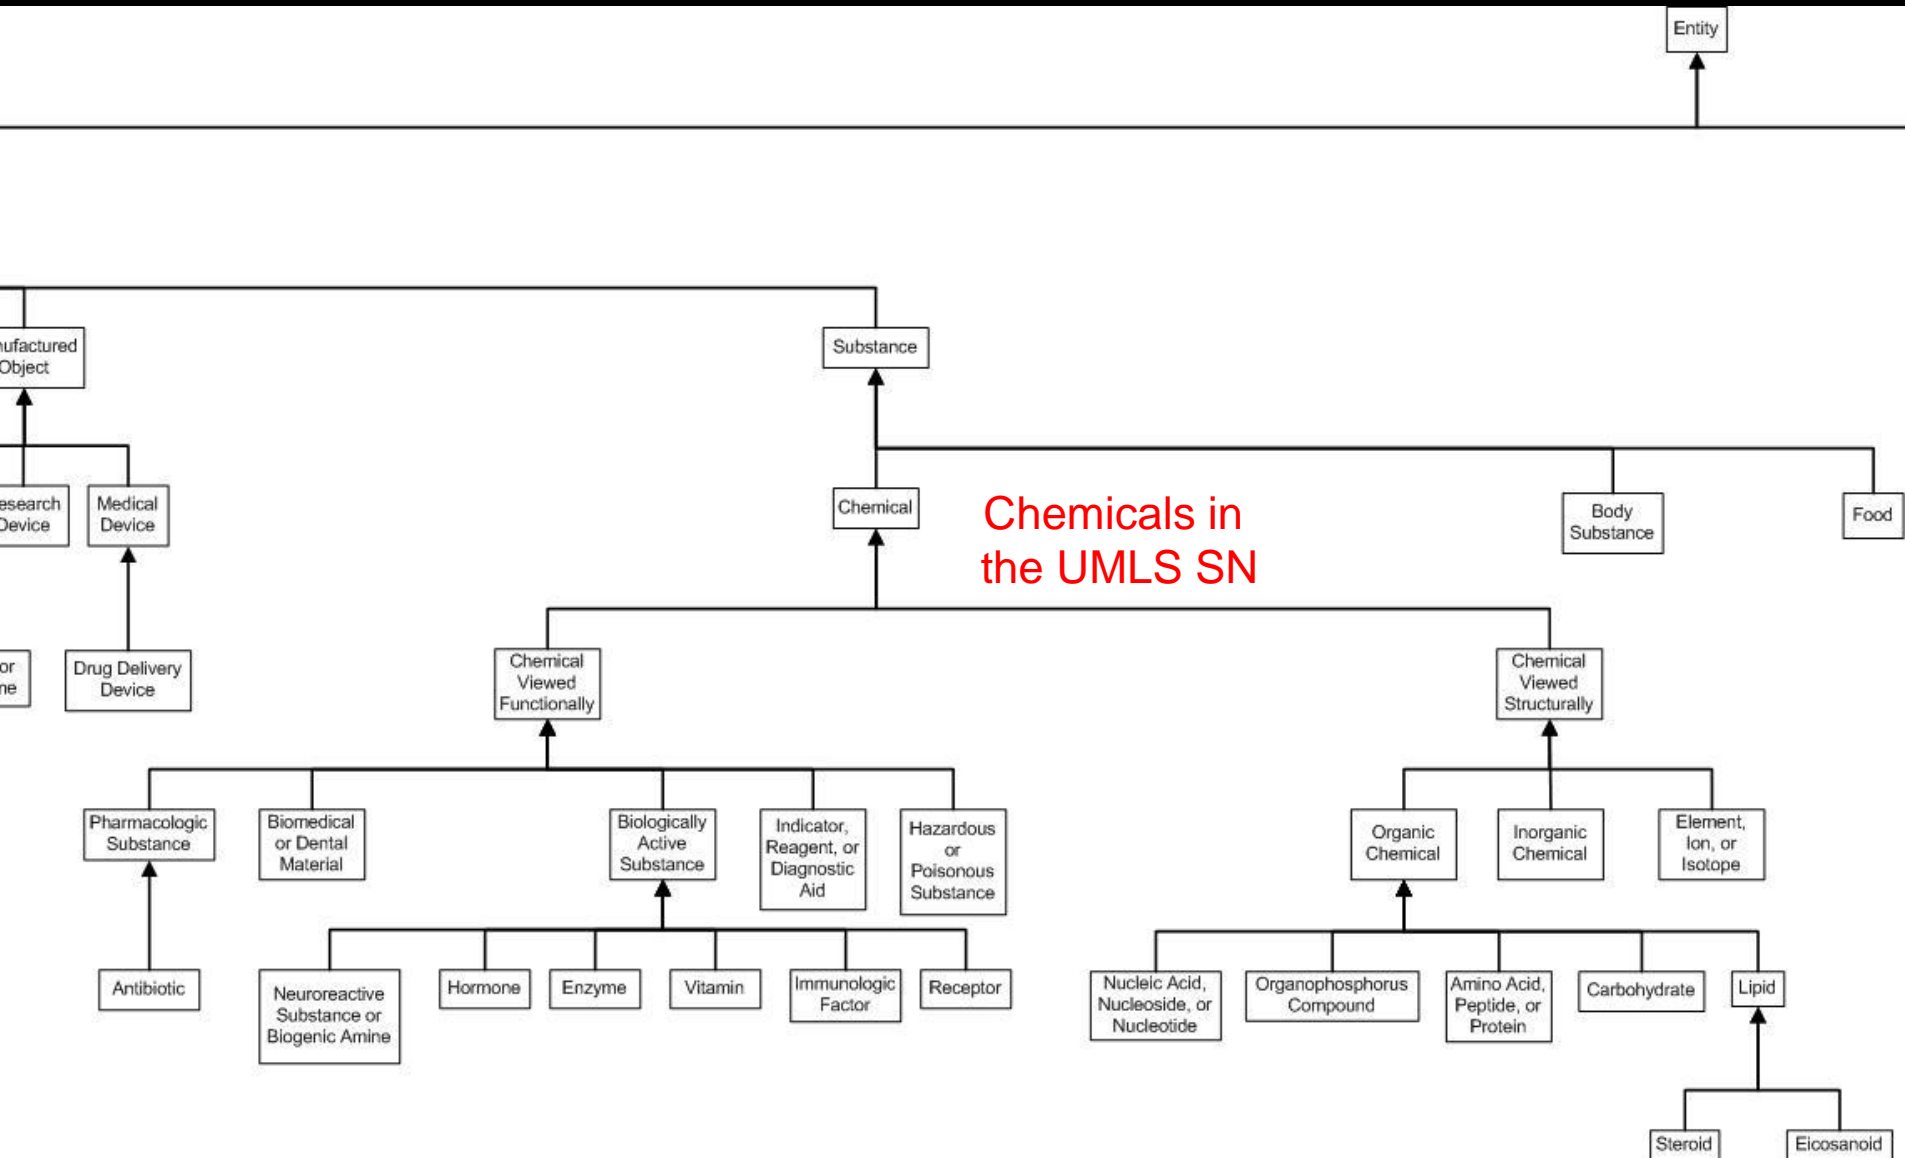 Entity
Object
Substance
Device
Medical
Device
Chemical
Chemicals in
the UMLS SN
Body
Substance
Food
or
Drug Delivery
Device
Chemical
Viewed
Functionally
Chemical
Viewed
Structurally
Pharmacologic
Substance
Biomedical
or Dental
Material
Biologically
Active
Substance
Indicator,
Reagent, or
Diagnostic
Aid
Hazardous
or
Poisonous
Substance
Organic
Chemical
Inorganic
Chemical
Element,
Ion, or
Isotope
Antibiotic
Neuroreactive
Substance or
Biogenic Amine
Hormone
Enzyme
Vitamin
Immunologic
Factor
Receptor
Nucleic Acid,
Nucleoside, or
Nucleotide
Organophosphorus
Compound
Amino Acid,
Peptide, or
Protein
Carbohydrate
Lipid
Steroid
Eicosanoid